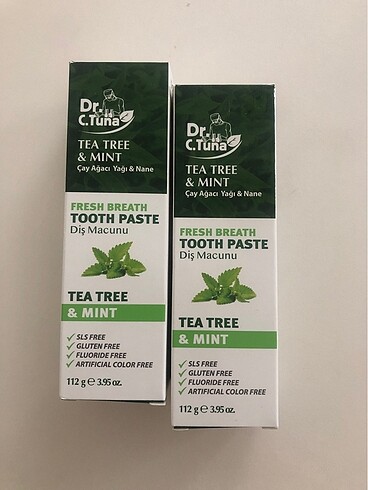 Dr.
C.Tuna
TEA TREE
& MINT
Çay Ağacı Yağı & Nane
FRESH BREATH
TOOTH PASTE
Diş Macunu
TEA TREE
& MINT
SLS FREE
GLUTEN FREE
FLUORIDE FREE
ARTIFICIAL COLOR FREE
112 g e 3.95 oz.
Dr.
C.Tuna
TEA TREE
& MINT
Çay Ağacı Yağı & Nane
FRESH BREATH
TOOTH PASTE
Diş Macunu
TEA TREE
& MINT
SLS FREE
GLUTEN FREE
FLUORIDE FREE
ARTIFICIAL COLOR FREE
112 g e 3.95 oz.